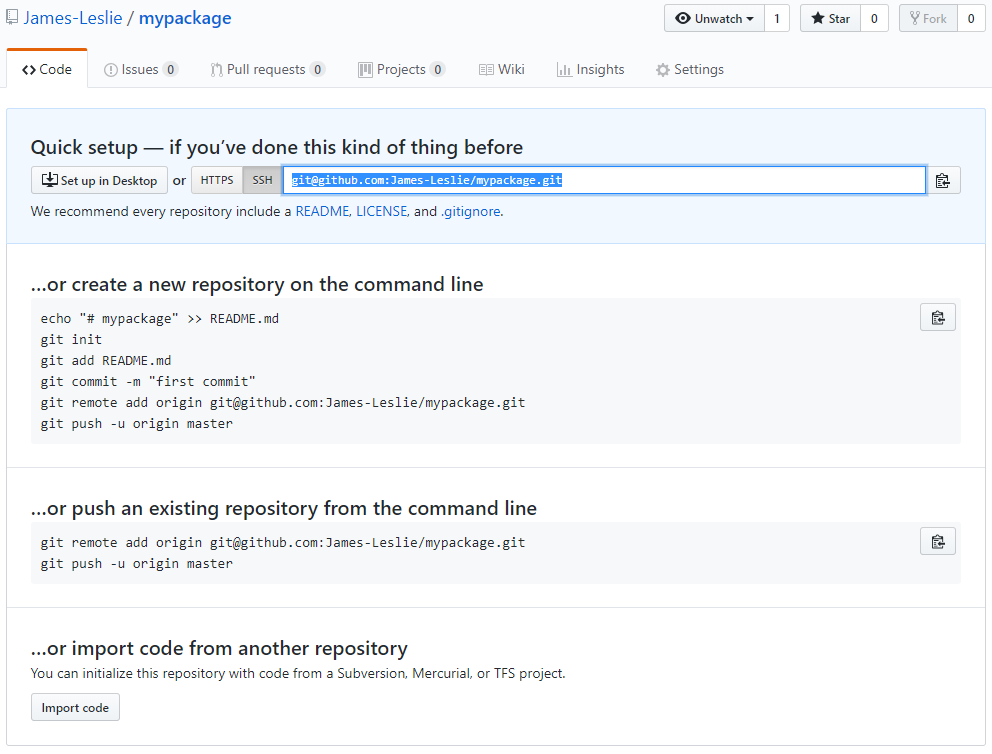 James-Leslie / mypackage
Unwatch 1 Star 0 Fork 0
Code Issues 0 Pull requests 0 Projects 0 Wiki Insights Settings
Quick setup — if you’ve done this kind of thing before
Set up in Desktop or HTTPS SSH git@github.com:James-Leslie/mypackage.git
We recommend every repository include a README, LICENSE, and .gitignore.
…or create a new repository on the command line
echo "# mypackage" >> README.md
git init
git add README.md
git commit -m "first commit"
git remote add origin git@github.com:James-Leslie/mypackage.git
git push -u origin master
…or push an existing repository from the command line
git remote add origin git@github.com:James-Leslie/mypackage.git
git push -u origin master
…or import code from another repository
You can initialize this repository with code from a Subversion, Mercurial, or TFS project.
Import code